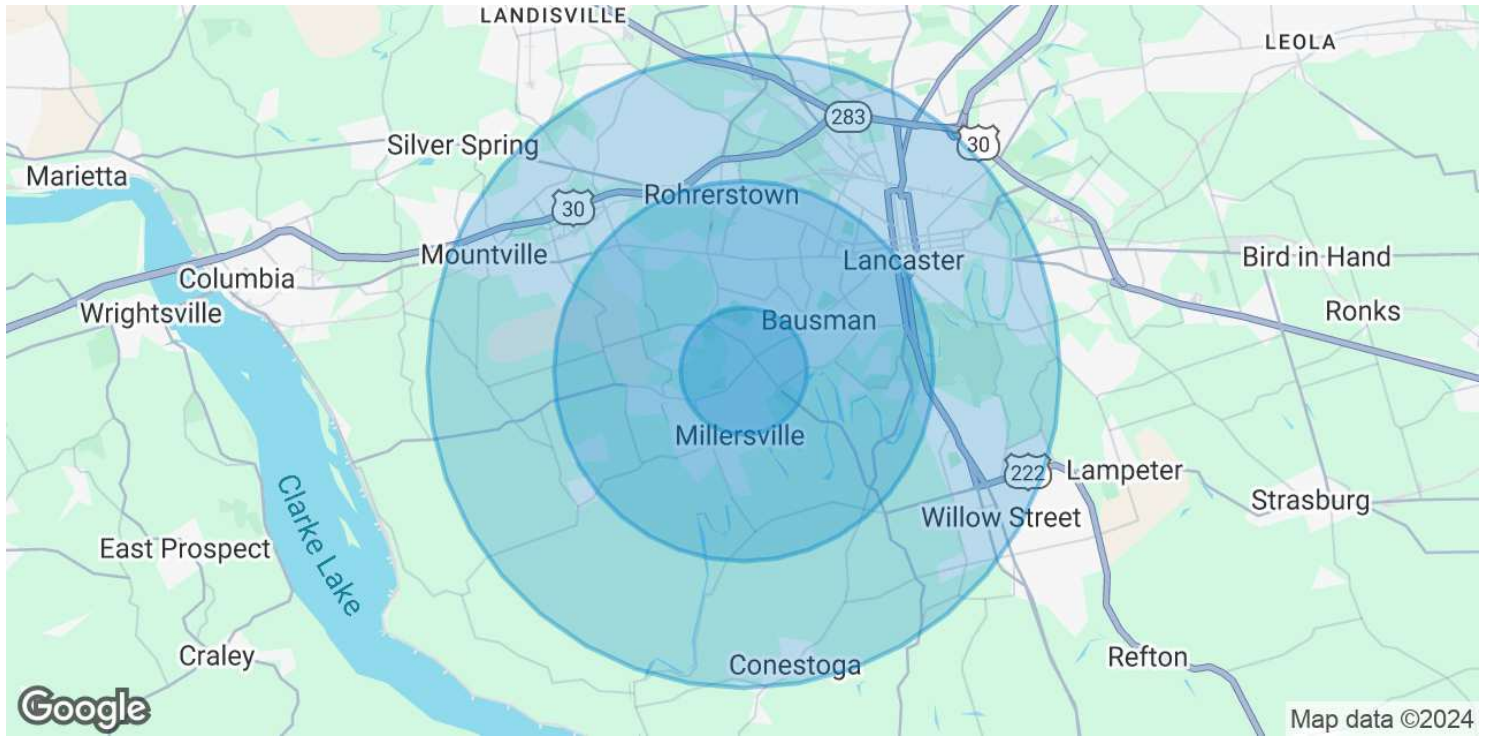 LANDISVILLE
LEOLA
283
30
Silver Spring
Marietta
Rohrerstown
30
Mountville
Lancaster
Bird in Hand
Columbia
Wrightsville
Ronks
Bausman
Millersville
222
Lampeter
Strasburg
Willow Street
Clarke Lake
East Prospect
Craley
Conestoga
Refton
Google
Map data ©2024